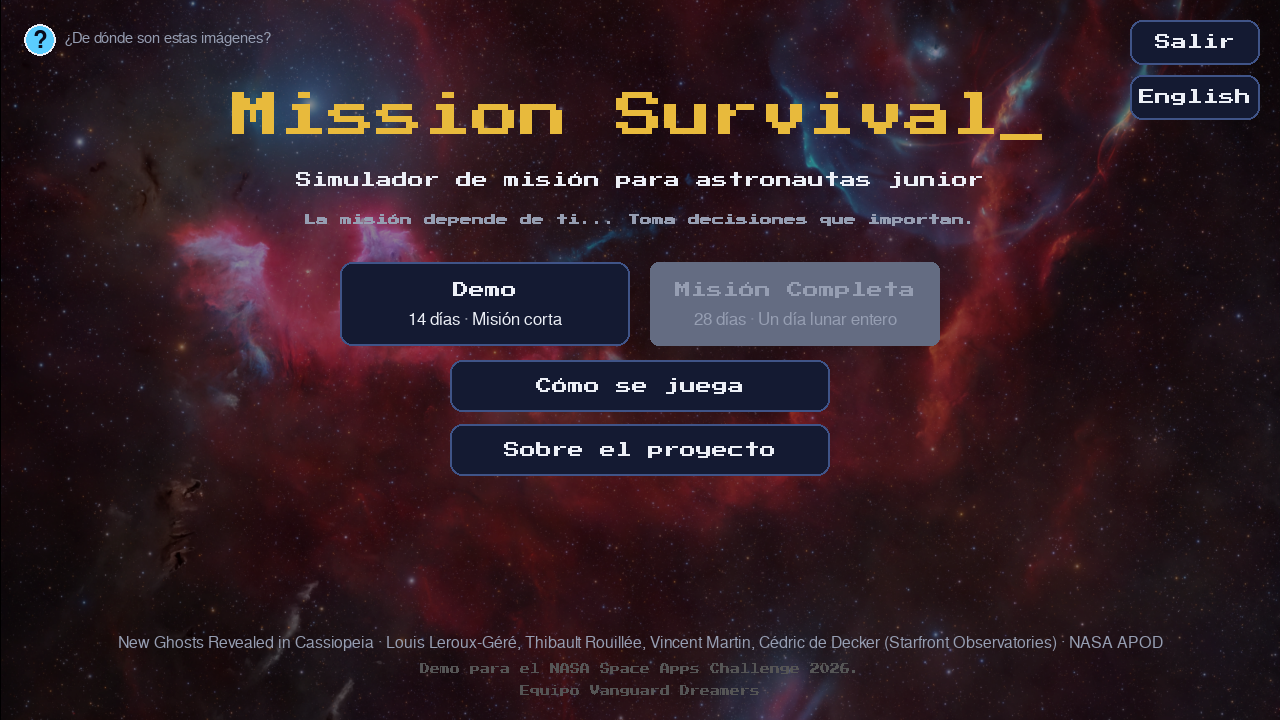 ?
¿De dónde son estas imágenes?
Salir
English
Mission Survival_
Simulador de misión para astronautas junior
La misión depende de ti... Toma decisiones que importan.
Demo
14 días · Misión corta
Misión Completa
28 días · Un día lunar entero
Cómo se juega
Sobre el proyecto
New Ghosts Revealed in Cassiopeia · Louis Leroux-Géré, Thibault Rouillée, Vincent Martin, Cédric de Decker (Starfront Observatories) · NASA APOD
Demo para el NASA Space Apps Challenge 2026.
Equipo Vanguard Dreamers